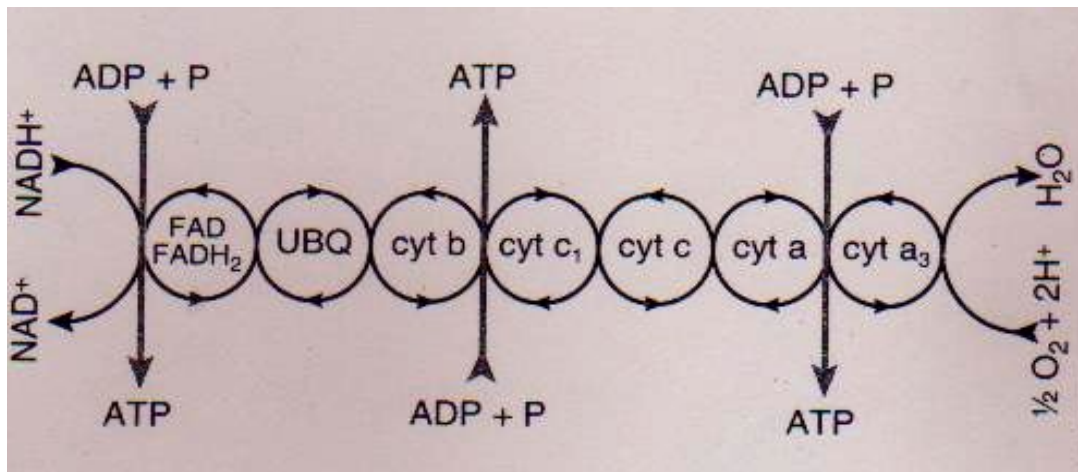 ADP + P
ATP
ADP + P
NADH⁺
NAD⁺
FAD
FADH₂
UBQ
cyt b
cyt c₁
cyt c
cyt a
cyt a₃
H₂O
½ O₂ + 2H⁺
ATP
ADP + P
ATP